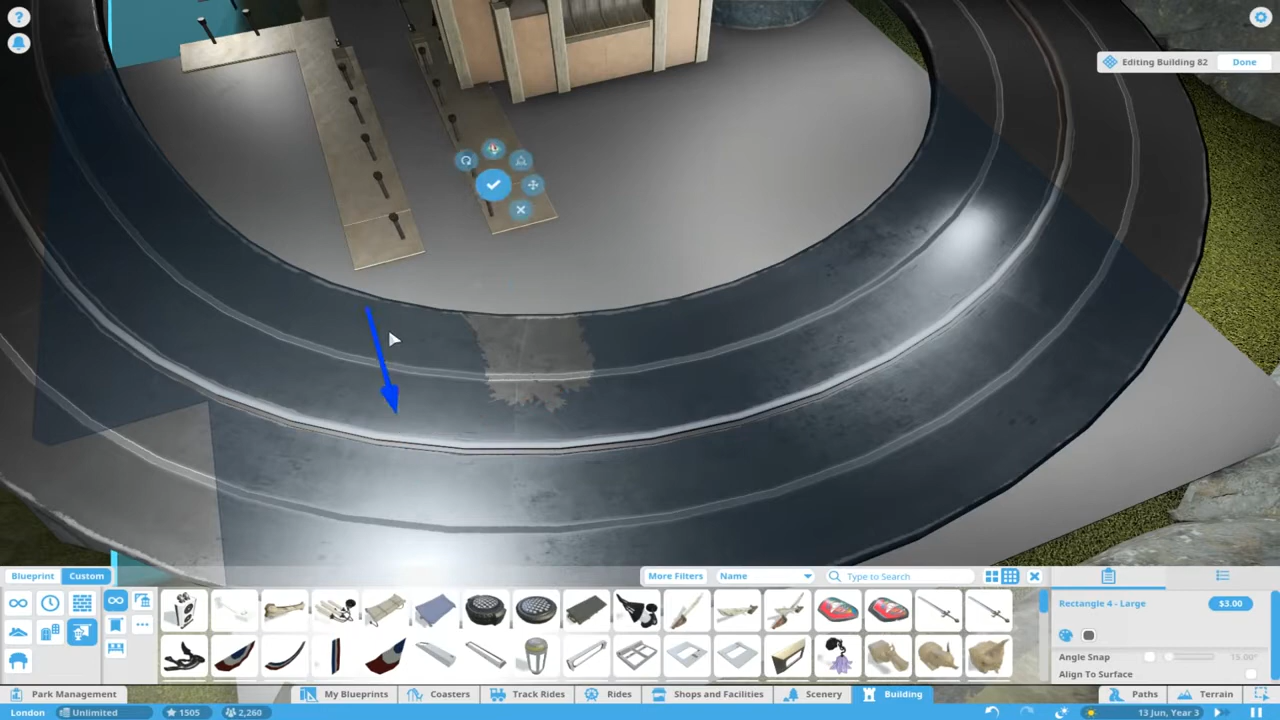 ?
Editing Building 82 Done
Blueprint Custom
More Filters Name Type to Search
Rectangle 4 - Large $3.00
Angle Snap 15.00°
Align To Surface
Park Management My Blueprints Coasters Track Rides Rides Shops and Facilities Scenery Building Paths Terrain
London Unlimited 1505 2,260 13 Jun, Year 3